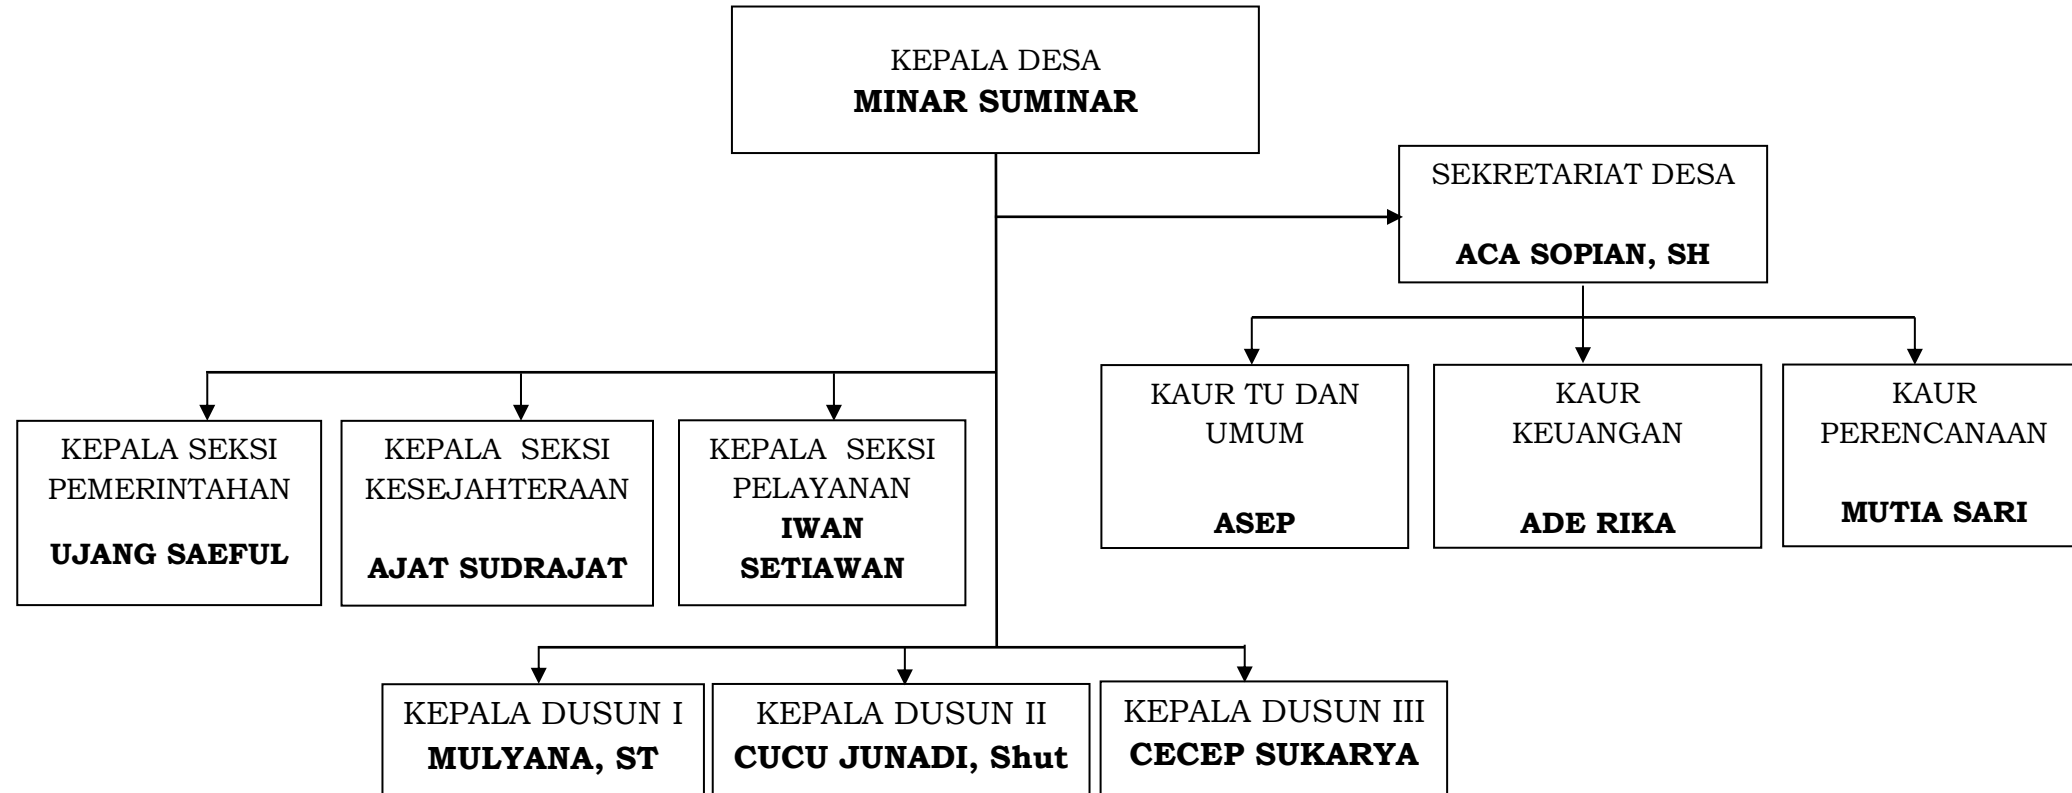 KEPALA DESA
MINAR SUMINAR
SEKRETARIAT DESA
ACA SOPIAN, SH
KAUR TU DAN
UMUM
ASEP
KAUR
KEUANGAN
ADE RIKA
KAUR
PERENCANAAN
MUTIA SARI
KEPALA SEKSI
PEMERINTAHAN
UJANG SAEFUL
KEPALA  SEKSI
KESEJAHTERAAN
AJAT SUDRAJAT
KEPALA  SEKSI
PELAYANAN
IWAN
SETIAWAN
KEPALA DUSUN I
MULYANA, ST
KEPALA DUSUN II
CUCU JUNADI, Shut
KEPALA DUSUN III
CECEP SUKARYA